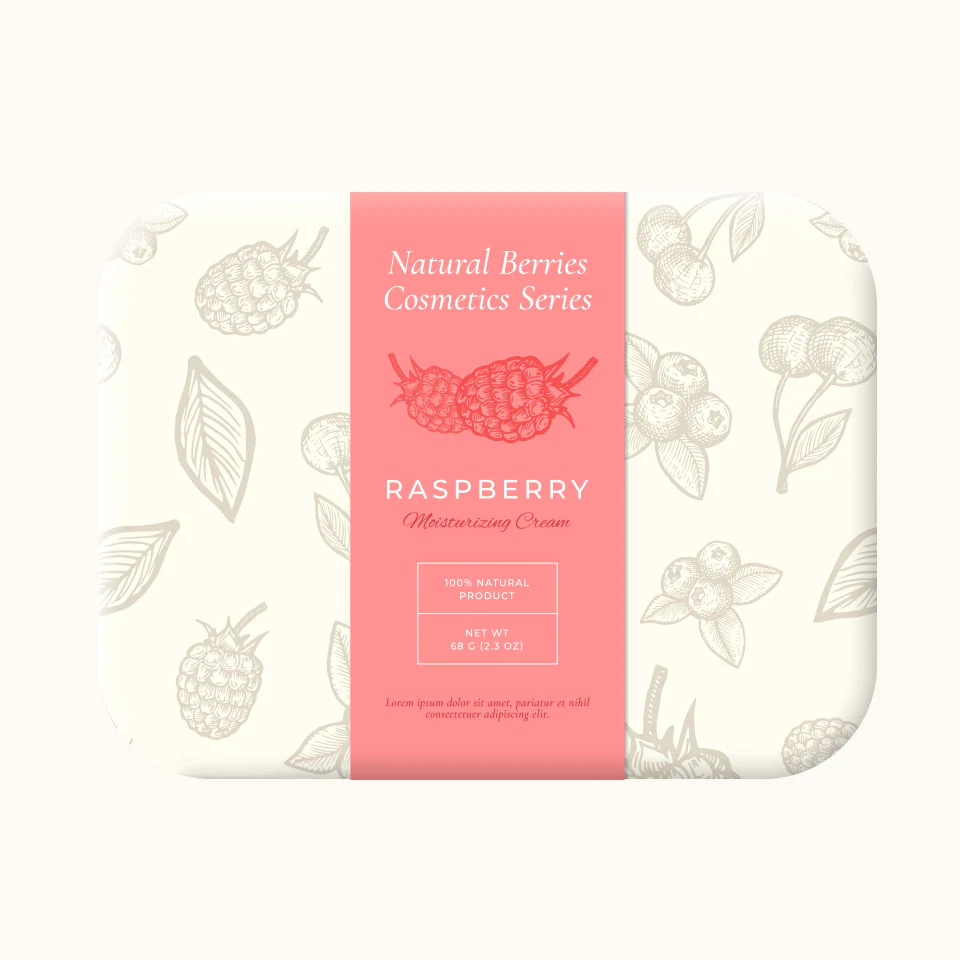 Natural Berries
Cosmetics Series
RASPBERRY
Moisturizing Cream
100% NATURAL
PRODUCT
NET WT
68 G (2.3 OZ)
Lorem ipsum dolor sit amet, pariatur et nihil
consectetuer adipiscing elit.